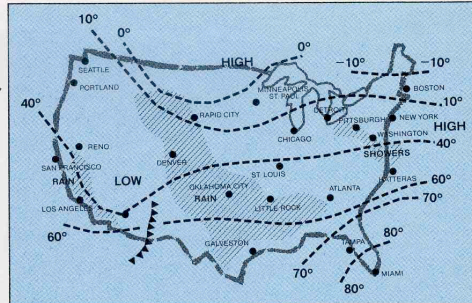 10°
0°
HIGH
0°
-10°
-10°
SEATTLE
PORTLAND
MINNEAPOLIS
ST. PAUL
DETROIT
BOSTON
10°
RAPID CITY
PITTSBURGH
NEW YORK
40°
CHICAGO
WASHINGTON
HIGH
RENO
40°
SAN FRANCISCO
DENVER
SHOWERS
RAIN
LOW
ST LOUIS
HATTERAS
OKLAHOMA CITY
60°
LOS ANGELES
RAIN
LITTLE ROCK
ATLANTA
70°
60°
GALVESTON
TAMPA
80°
70°
MIAMI
80°